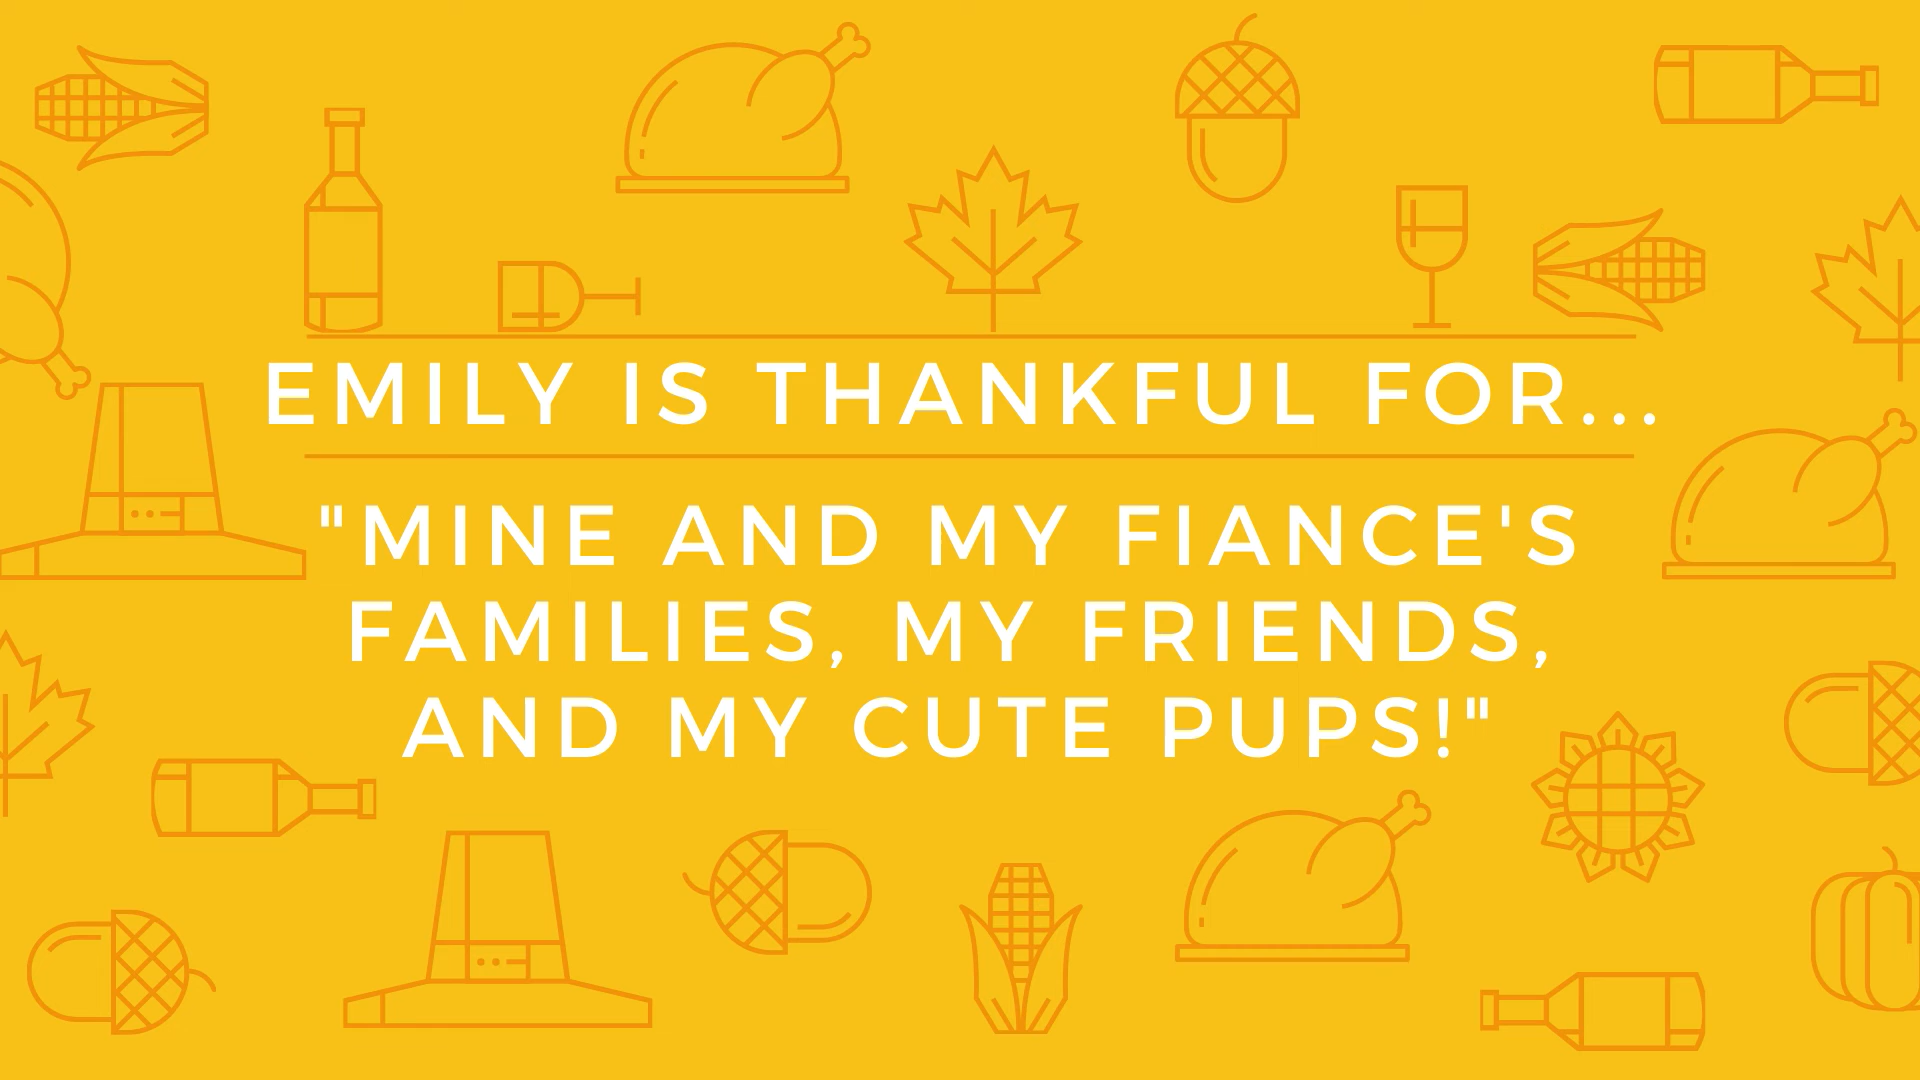 EMILY IS THANKFUL FOR...
"MINE AND MY FIANCE'S
FAMILIES, MY FRIENDS,
AND MY CUTE PUPS!"